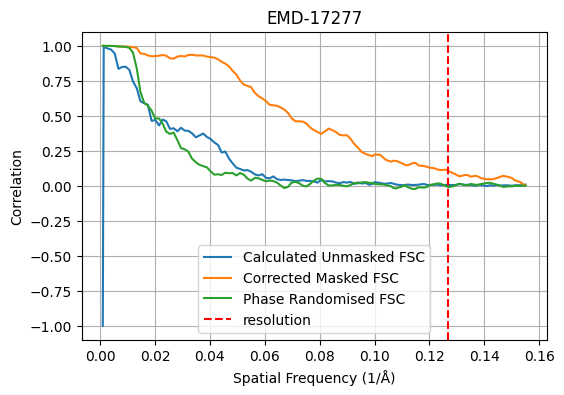 EMD-17277
1.00
0.75
0.50
0.25
0.00
−0.25
−0.50
−0.75
−1.00
Correlation
Calculated Unmasked FSC
Corrected Masked FSC
Phase Randomised FSC
resolution
0.00 0.02 0.04 0.06 0.08 0.10 0.12 0.14 0.16
Spatial Frequency (1/Å)